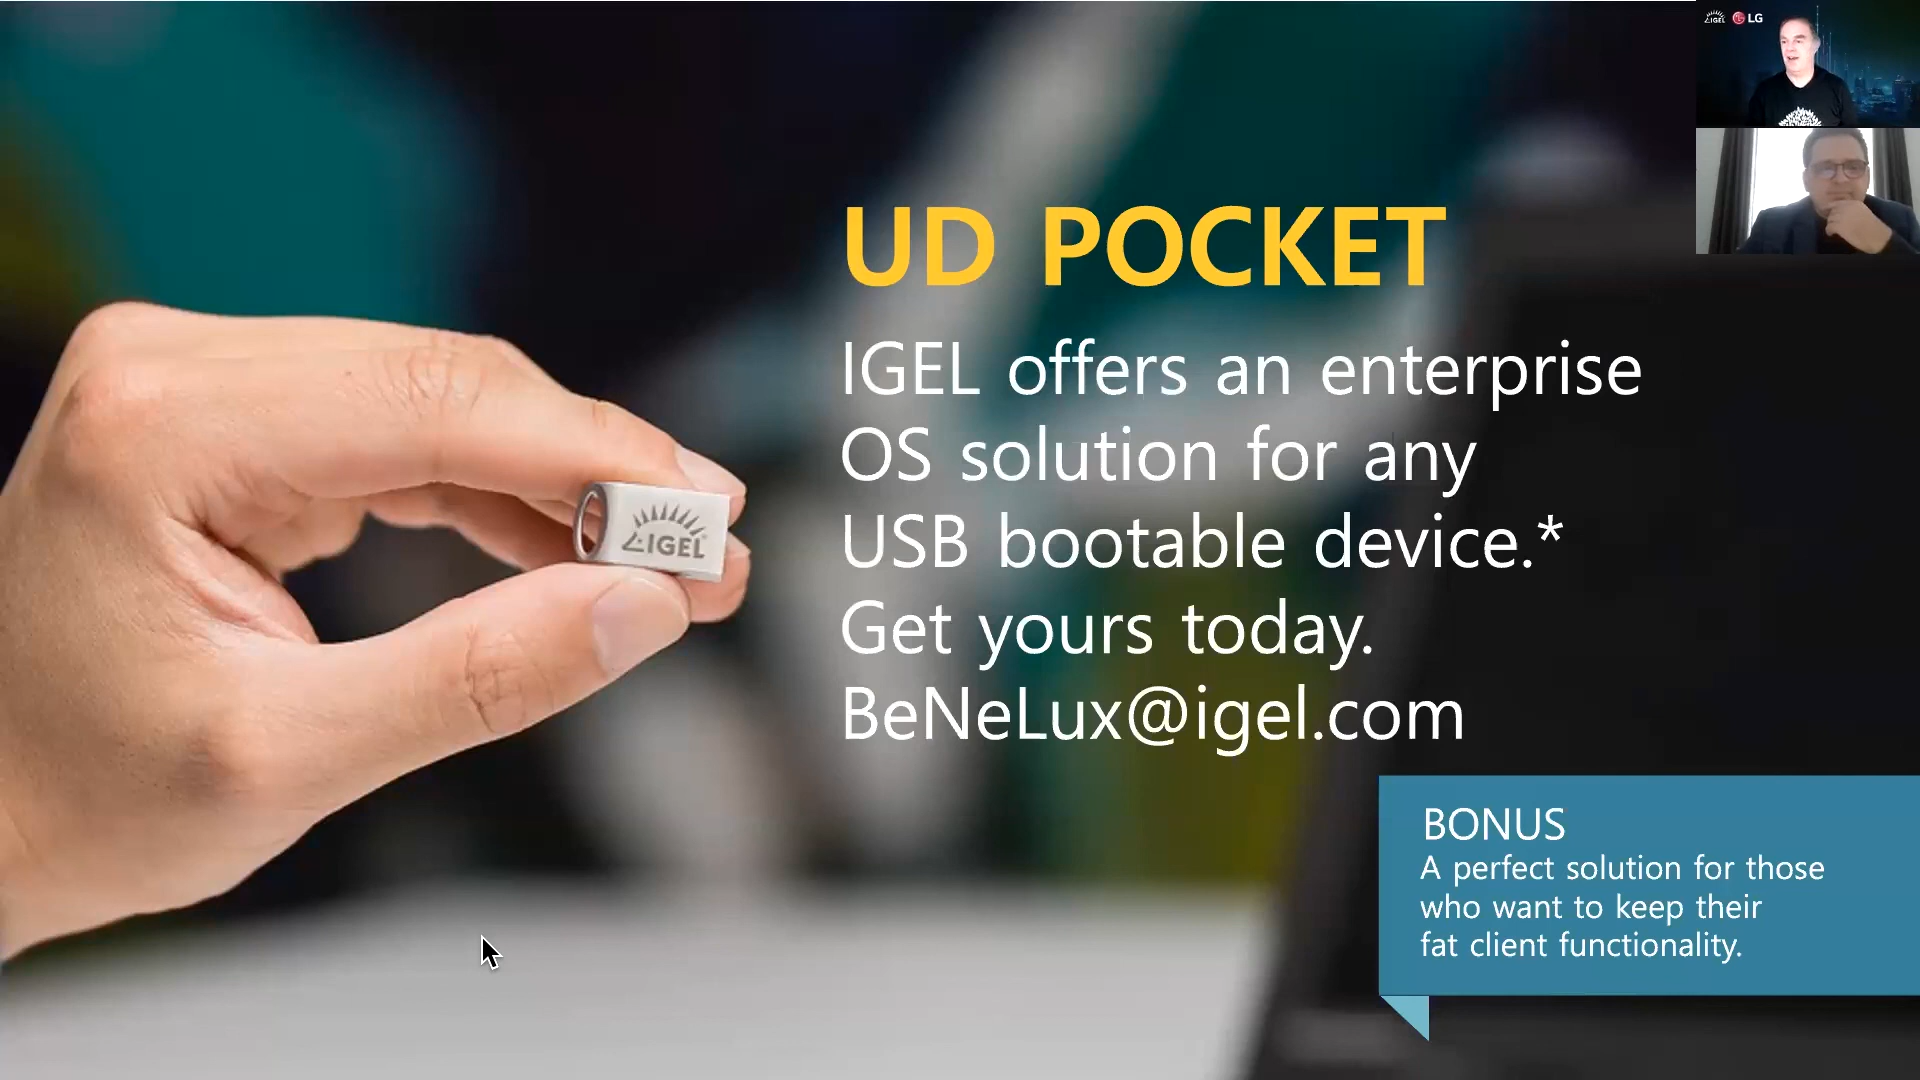 IGEL LG
UD POCKET
IGEL offers an enterprise
OS solution for any
USB bootable device.*
Get yours today.
BeNeLux@igel.com
IGEL
BONUS
A perfect solution for those
who want to keep their
fat client functionality.